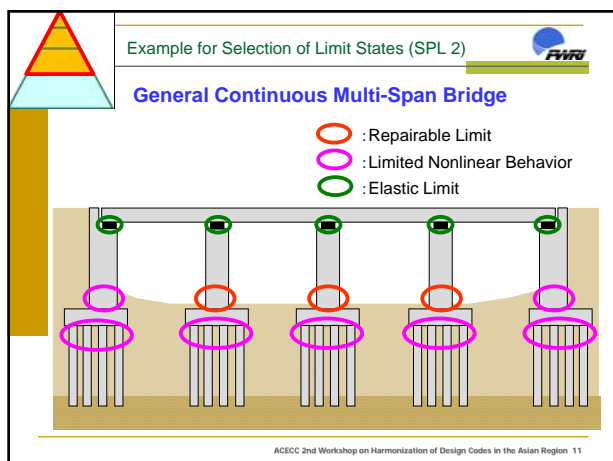 Example for Selection of Limit States (SPL 2)
PWRI
General Continuous Multi-Span Bridge
: Repairable Limit
: Limited Nonlinear Behavior
: Elastic Limit
ACECC 2nd Workshop on Harmonization of Design Codes in the Asian Region 11